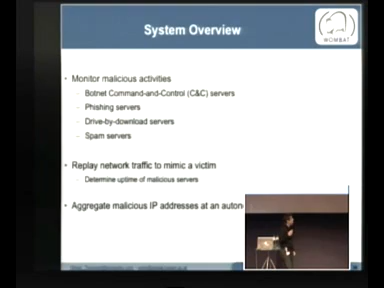 System Overview
WOMBAT
Monitor malicious activities
Botnet Command-and-Control (C&C) servers
Phishing servers
Drive-by-download servers
Spam servers
Replay network traffic to mimic a victim
Determine uptime of malicious servers
Aggregate malicious IP addresses at an auton